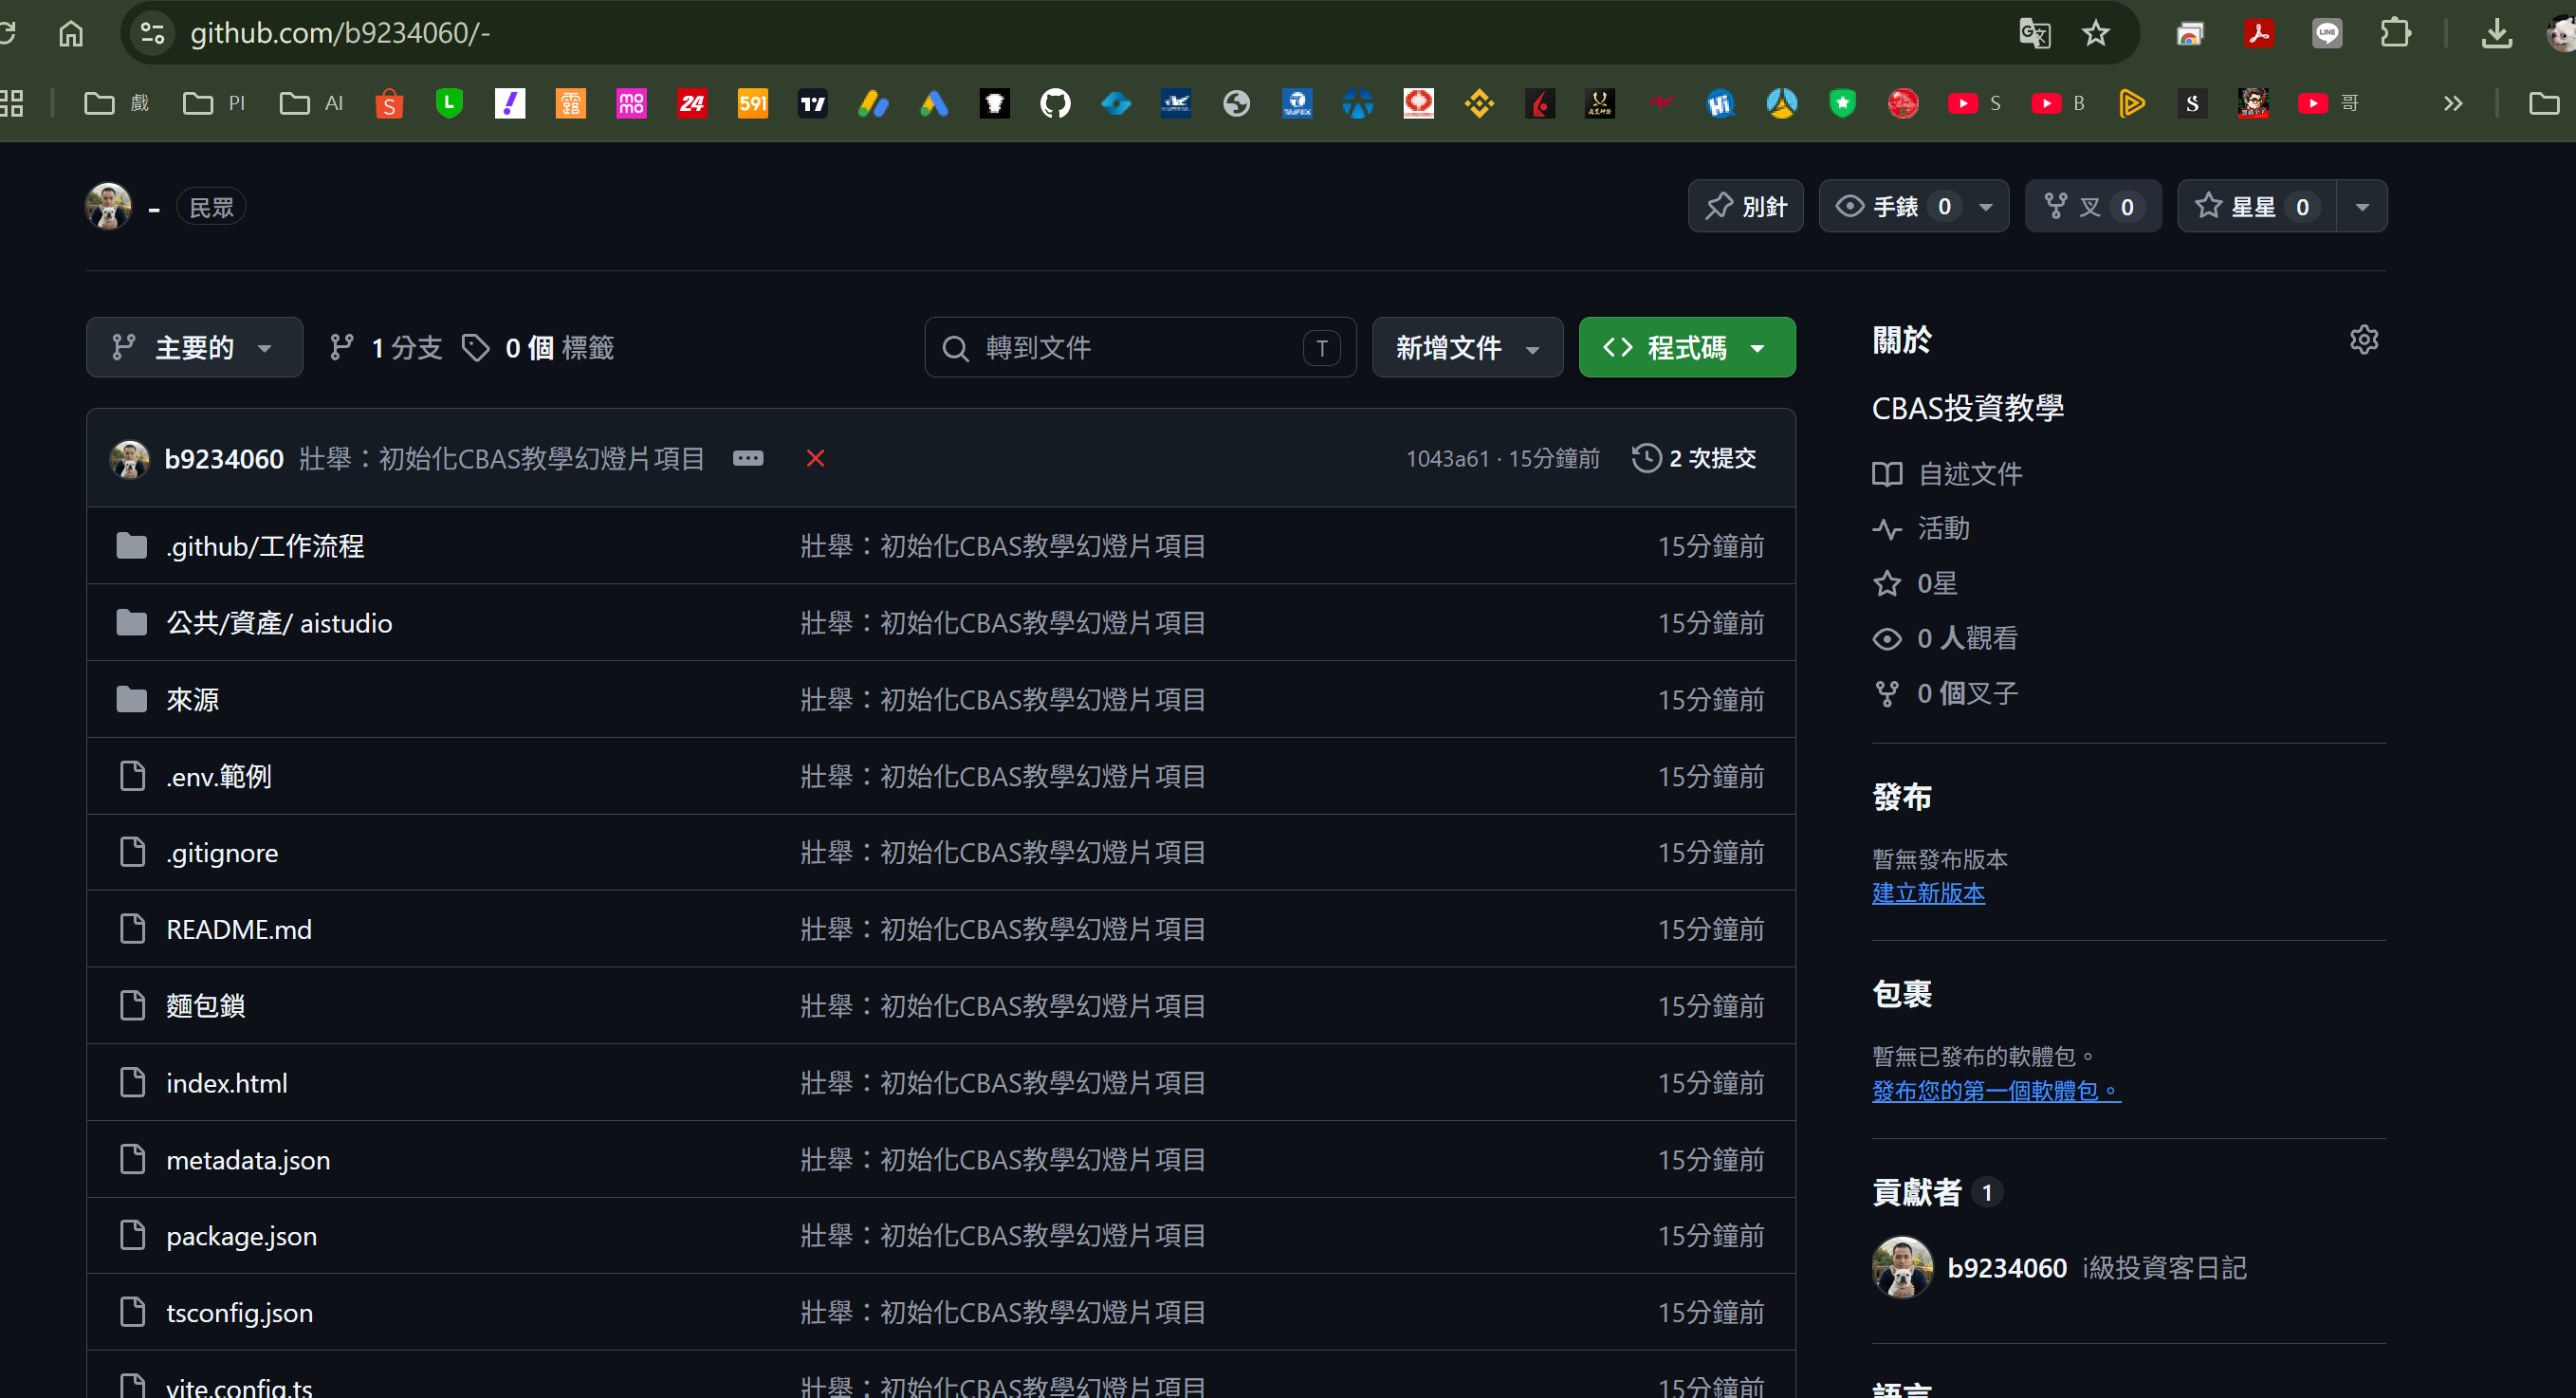 github.com/b9234060/-
戲 PI AI S B 哥
- 民眾
別針 手錶 0 叉 0 星星 0
主要的 1 分支 0 個 標籤 轉到文件 T 新增文件 程式碼
b9234060 壯舉：初始化CBAS教學幻燈片項目 1043a61 · 15分鐘前 2 次提交
.github/工作流程 壯舉：初始化CBAS教學幻燈片項目 15分鐘前
公共/資產/ aistudio 壯舉：初始化CBAS教學幻燈片項目 15分鐘前
來源 壯舉：初始化CBAS教學幻燈片項目 15分鐘前
.env.範例 壯舉：初始化CBAS教學幻燈片項目 15分鐘前
.gitignore 壯舉：初始化CBAS教學幻燈片項目 15分鐘前
README.md 壯舉：初始化CBAS教學幻燈片項目 15分鐘前
麵包鎖 壯舉：初始化CBAS教學幻燈片項目 15分鐘前
index.html 壯舉：初始化CBAS教學幻燈片項目 15分鐘前
metadata.json 壯舉：初始化CBAS教學幻燈片項目 15分鐘前
package.json 壯舉：初始化CBAS教學幻燈片項目 15分鐘前
tsconfig.json 壯舉：初始化CBAS教學幻燈片項目 15分鐘前
vite.config.ts 壯舉：初始化CBAS教學幻燈片項目 15分鐘前
關於
CBAS投資教學
自述文件
活動
0星
0 人觀看
0 個叉子
發布
暫無發布版本
建立新版本
包裹
暫無已發布的軟體包。
發布您的第一個軟體包。
貢獻者 1
b9234060 i級投資客日記
語言